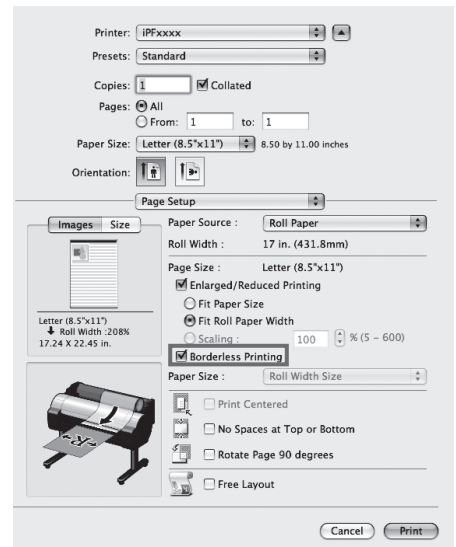 Printer: iPFxxxx
Presets: Standard
Copies: 1 Collated
Pages: All
From: 1 to: 1
Paper Size: Letter (8.5"x11") 8.50 by 11.00 inches
Orientation:
Page Setup
Images Size
Paper Source : Roll Paper
Roll Width : 17 in. (431.8mm)
Page Size : Letter (8.5"x11")
Enlarged/Reduced Printing
Fit Paper Size
Fit Roll Paper Width
Scaling : 100 % (5 - 600)
Borderless Printing
Letter (8.5"x11")
Roll Width :208%
17.24 X 22.45 in.
Paper Size : Roll Width Size
Print Centered
No Spaces at Top or Bottom
Rotate Page 90 degrees
Free Layout
R
Cancel Print